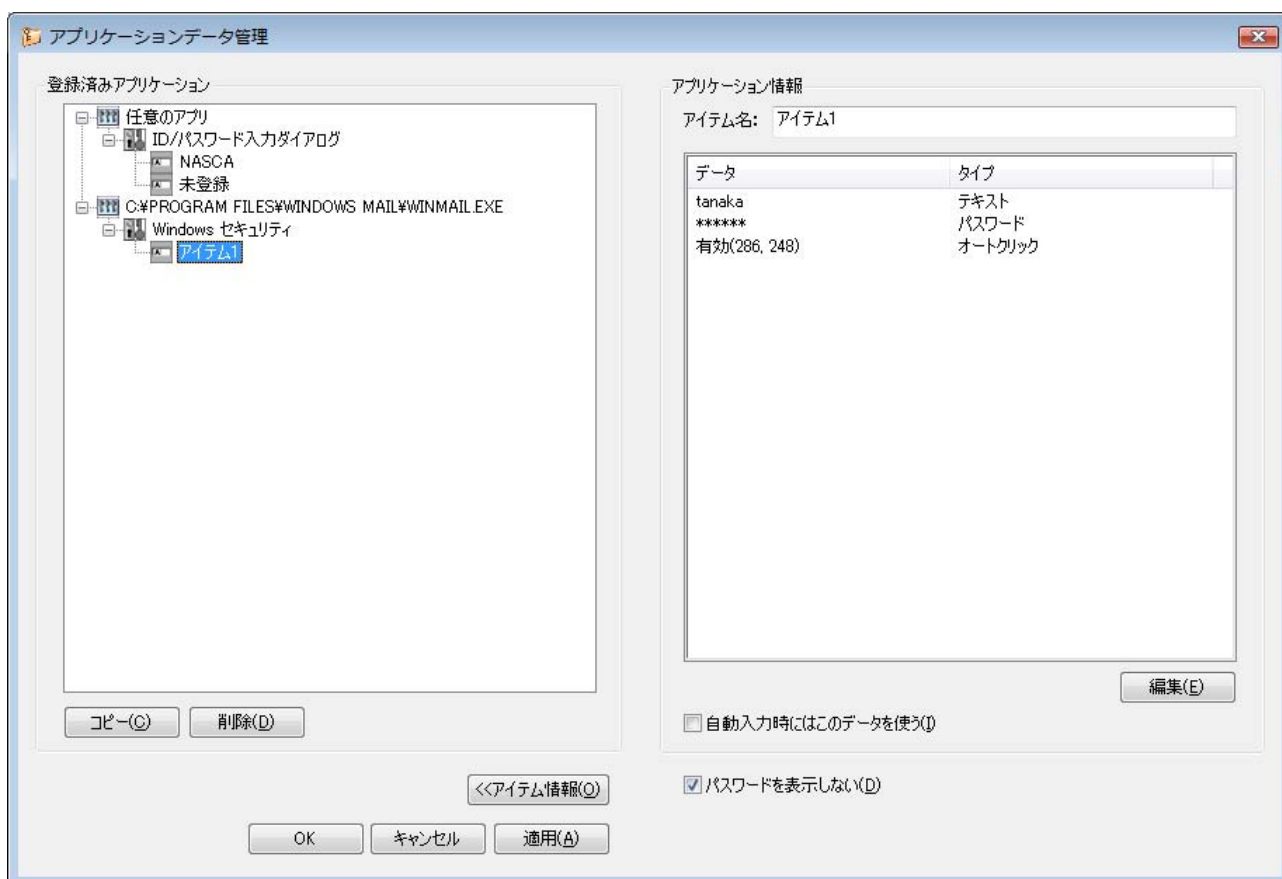 アプリケーションデータ管理
登録済みアプリケーション
任意のアプリ
ID/パスワード入力ダイアログ
NASCA
未登録
C:¥PROGRAM FILES¥WINDOWS MAIL¥WINMAIL.EXE
Windows セキュリティ
アイテム1
コピー(C)
削除(D)
<<アイテム情報(O)
OK
キャンセル
適用(A)
アプリケーション情報
アイテム名: アイテム1
データ タイプ
tanaka テキスト
****** パスワード
有効(286, 248) オートクリック
編集(E)
自動入力時にはこのデータを使う(I)
パスワードを表示しない(D)